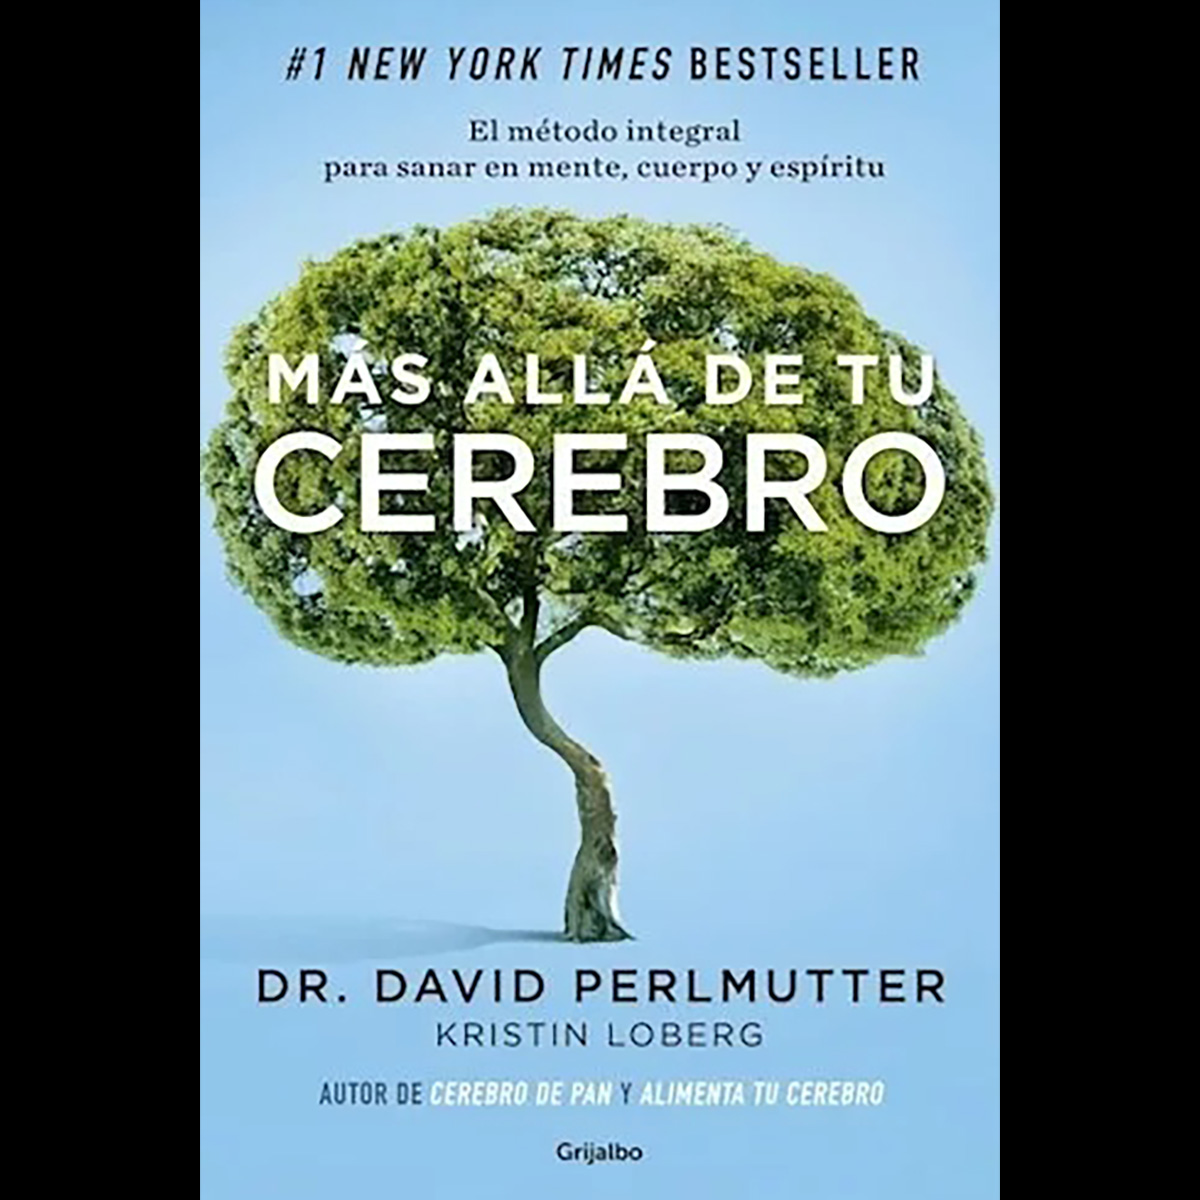 #1 NEW YORK TIMES BESTSELLER
El método integral
para sanar en mente, cuerpo y espíritu
MÁS ALLÁ DE TU
CEREBRO
DR. DAVID PERLMUTTER
KRISTIN LOBERG
AUTOR DE CEREBRO DE PAN Y ALIMENTA TU CEREBRO
Grijalbo